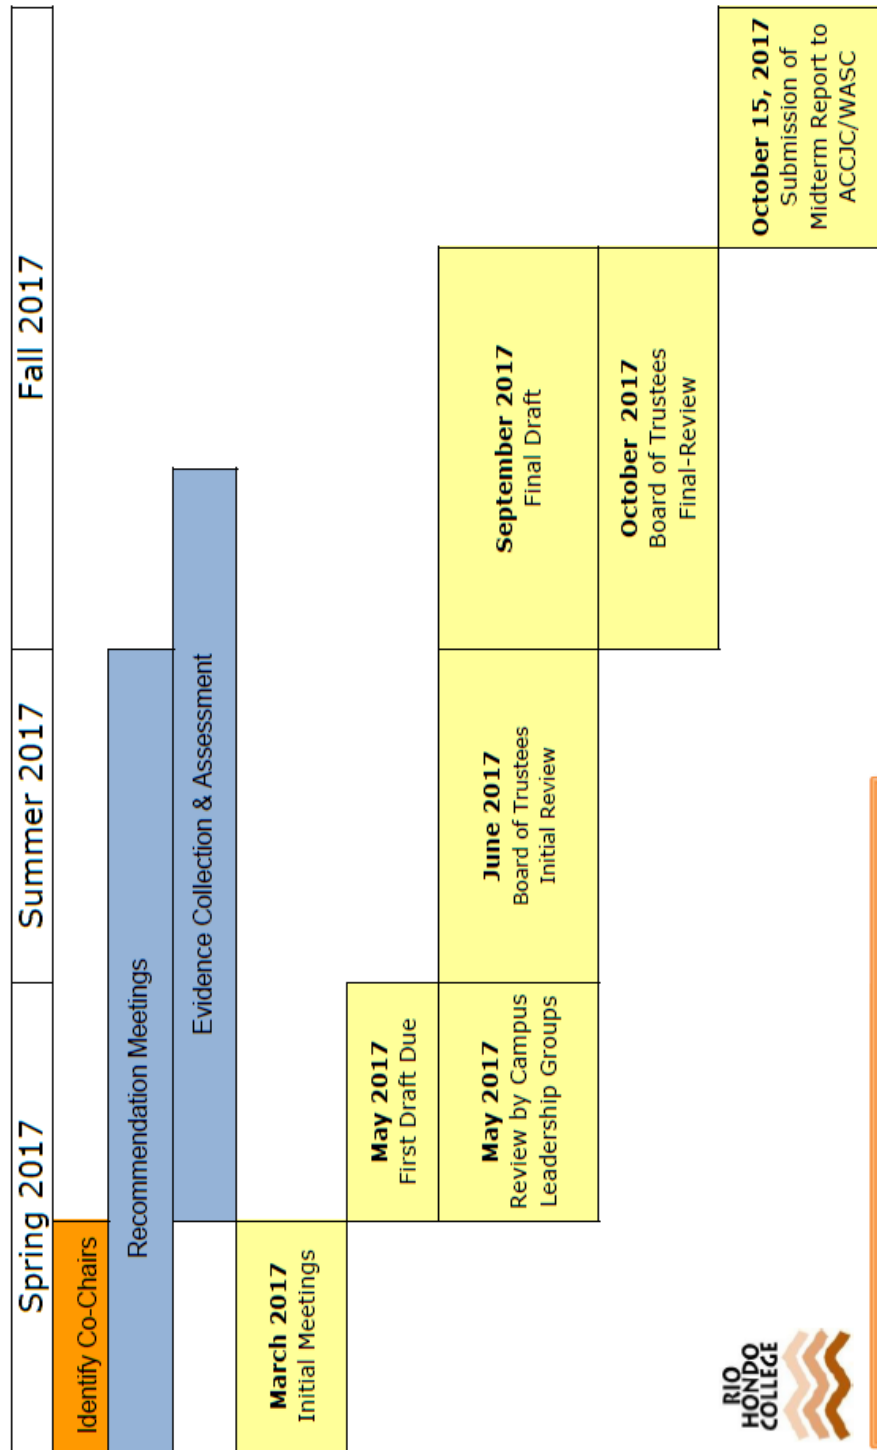 Spring 2017
Summer 2017
Fall 2017
Identify Co-Chairs
Recommendation Meetings
Evidence Collection & Assessment
March 2017
Initial Meetings
May 2017
First Draft Due
May 2017
Review by Campus
Leadership Groups
June 2017
Board of Trustees
Initial Review
September 2017
Final Draft
October 2017
Board of Trustees
Final-Review
October 15, 2017
Submission of
Midterm Report to
ACCJC/WASC
RIO
HONDO
COLLEGE